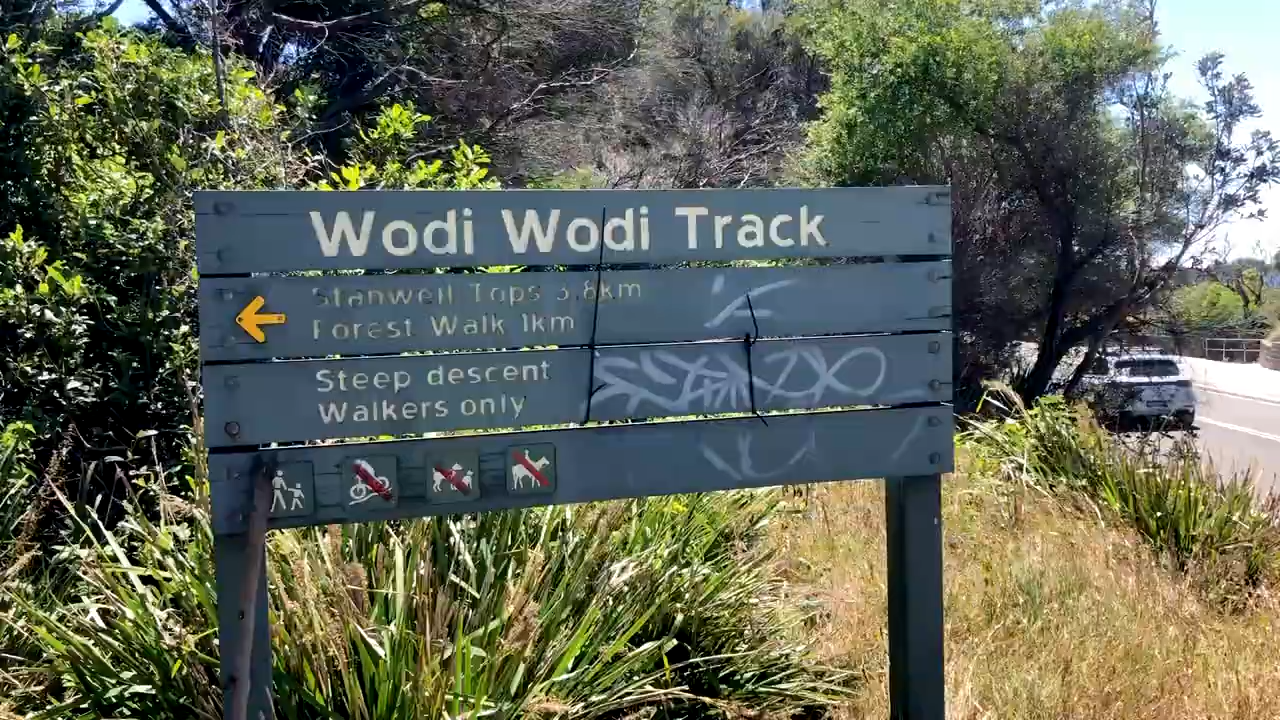 Wodi Wodi Track
Stanwell Tops 3.8km
Forest Walk 1km
Steep descent
Walkers only